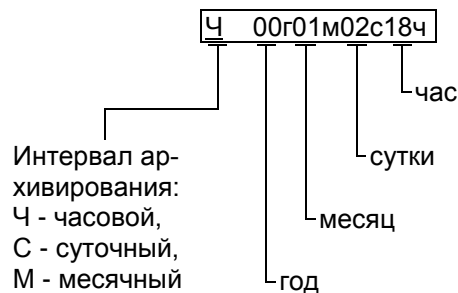 Ч 00г01м02с18ч
час
сутки
месяц
год
Интервал ар-
хивирования:
Ч - часовой,
С - суточный,
М - месячный